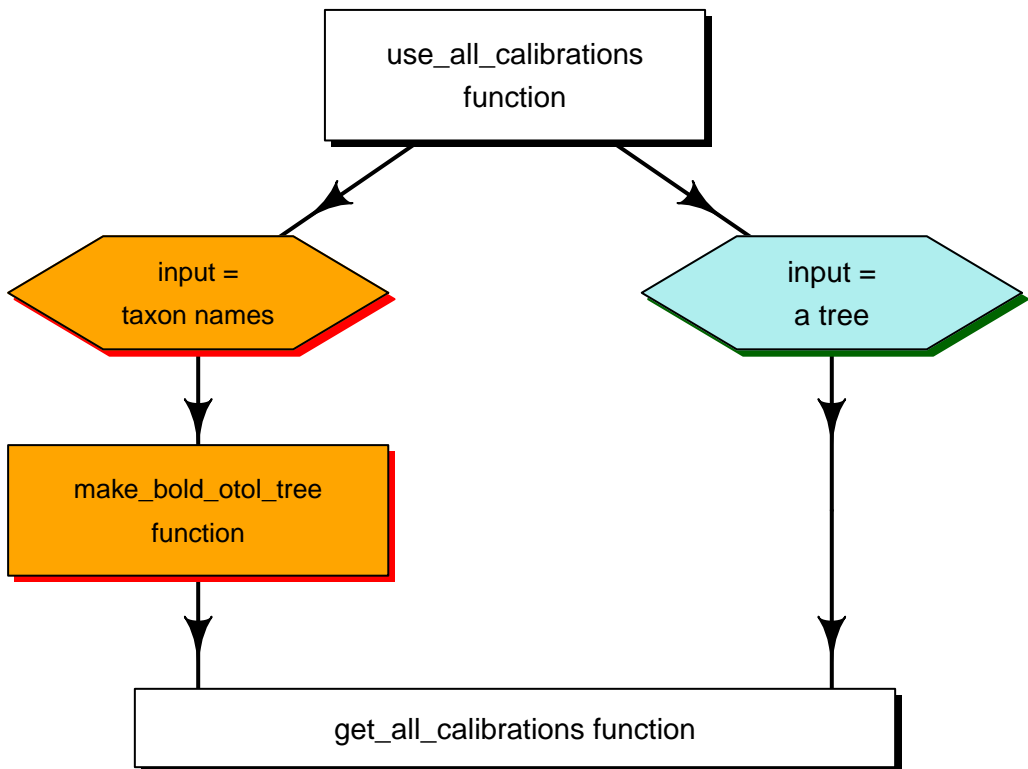 use_all_calibrations
function
input =
taxon names
input =
a tree
make_bold_otol_tree
function
get_all_calibrations function